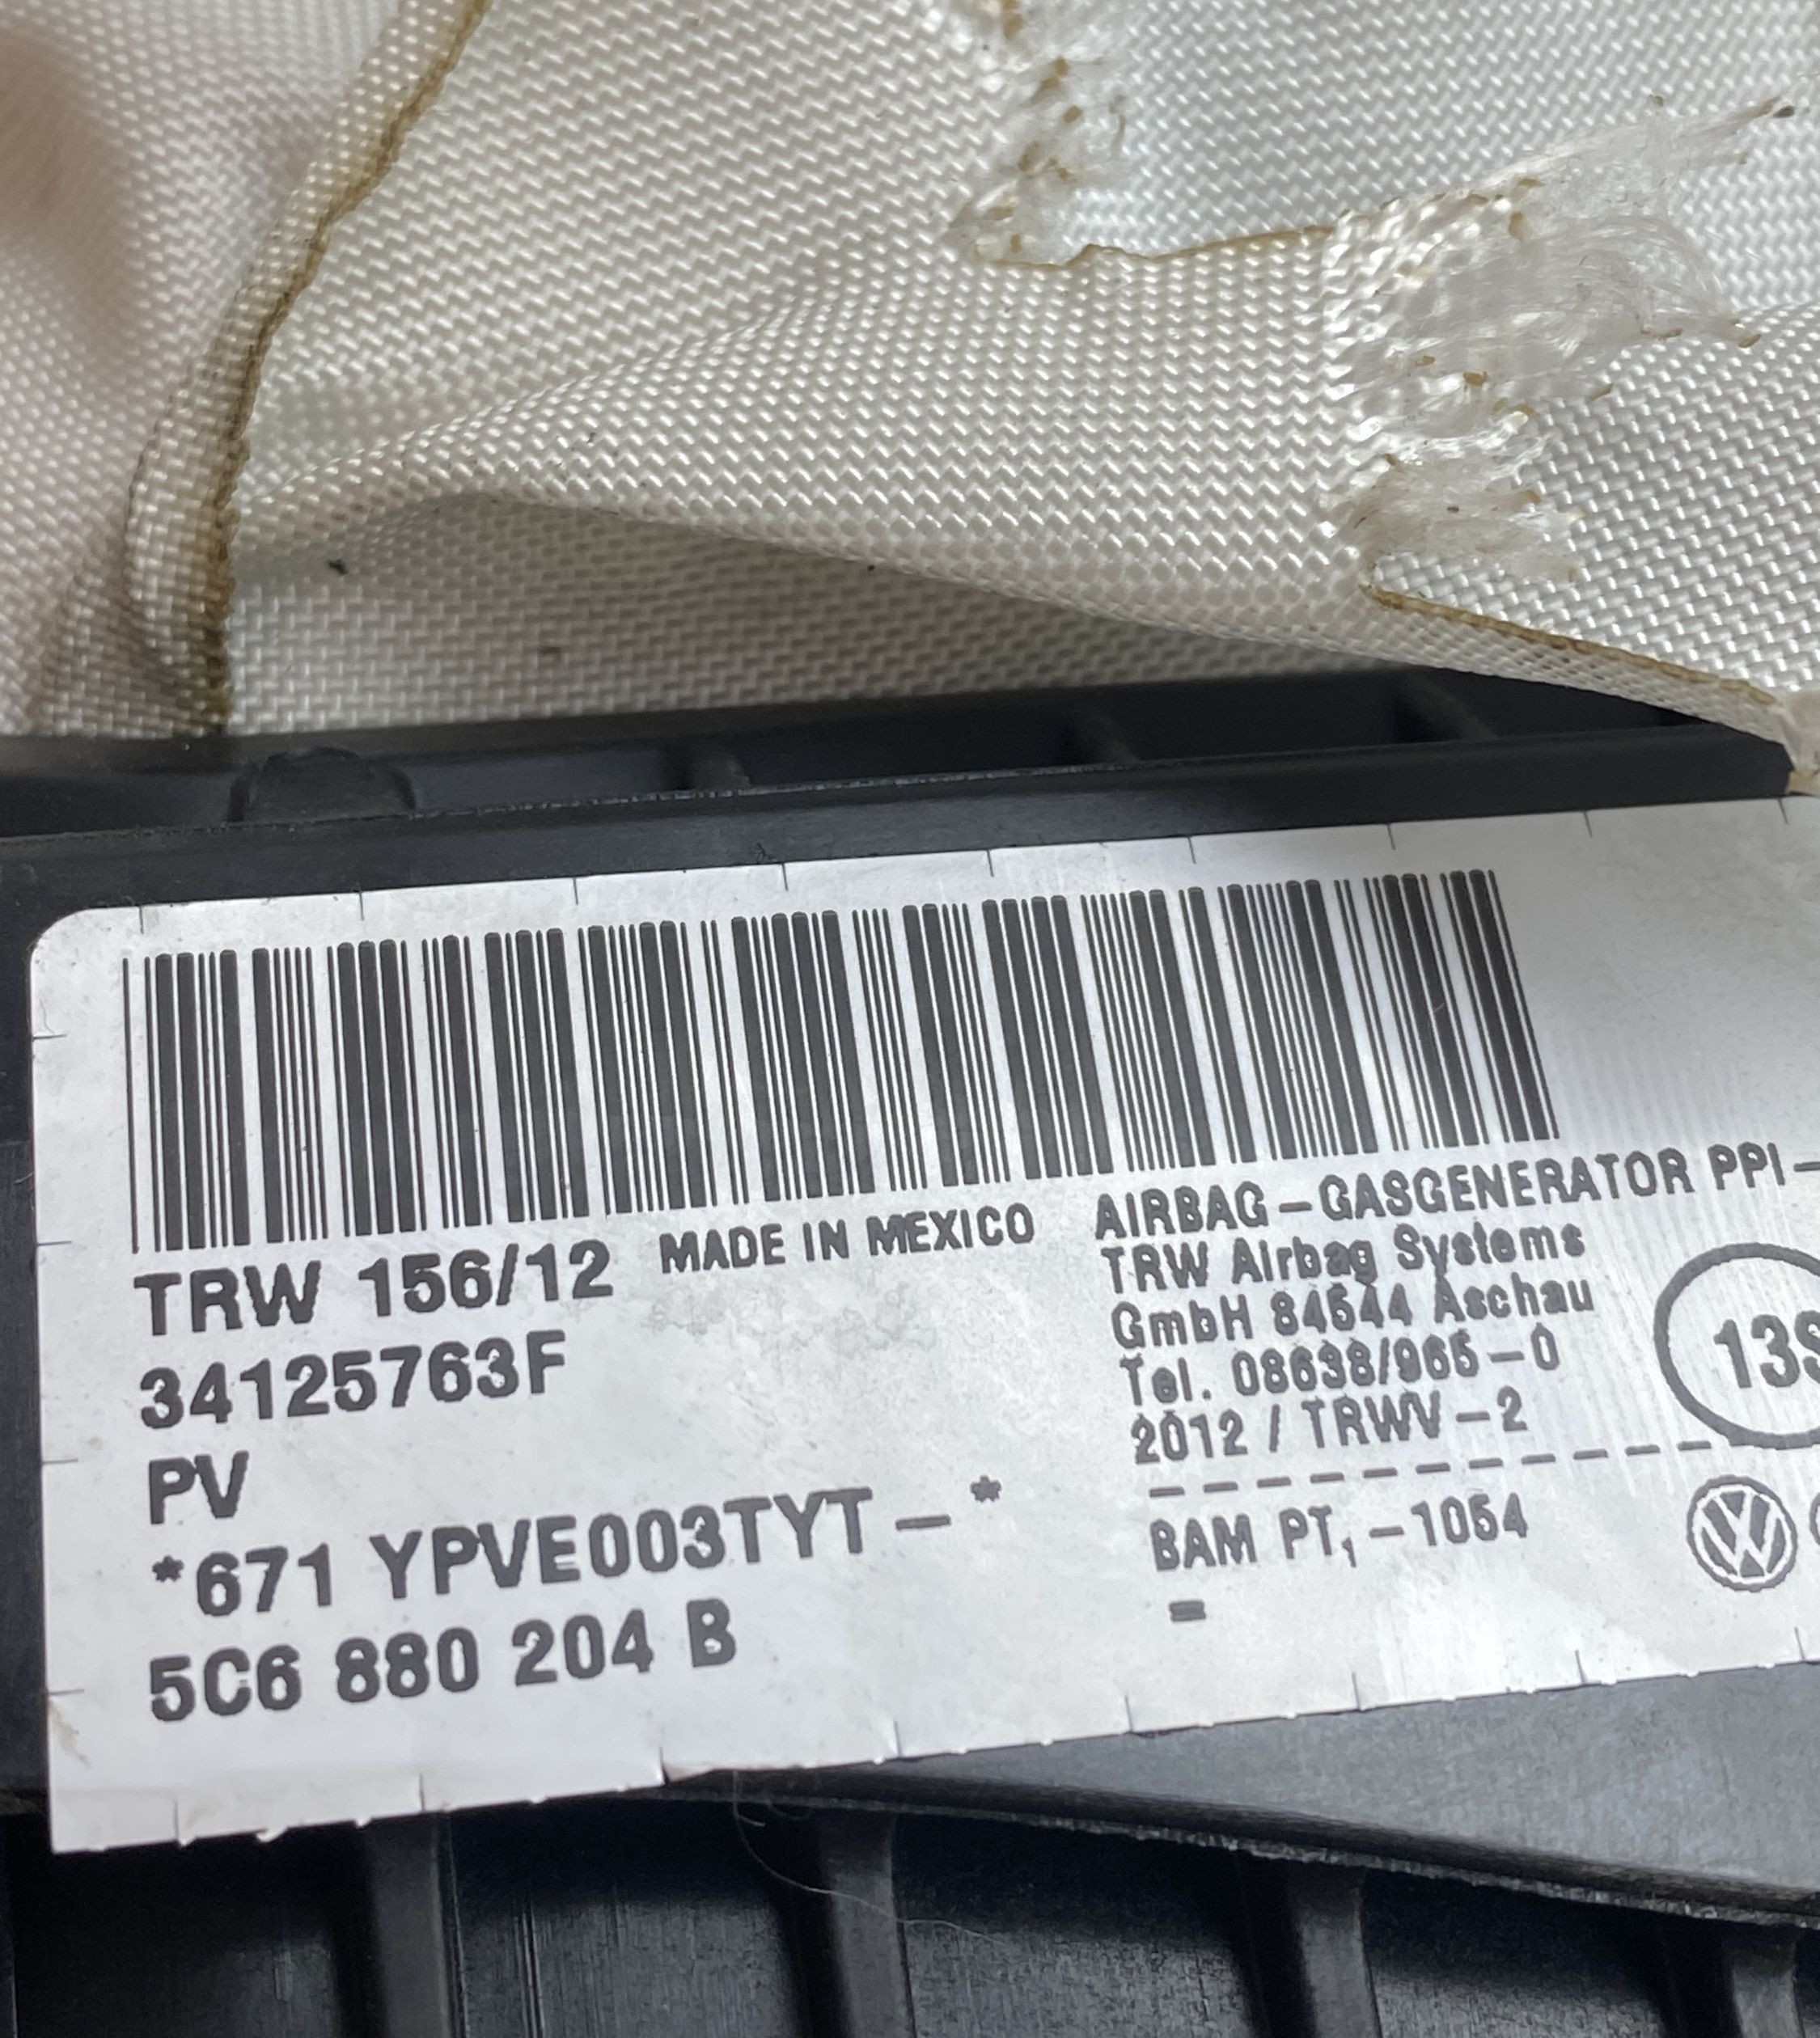 TRW 156/12 MADE IN MEXICO
34125763F
PV
*671 YPVE003TYT-*
5C6 880 204 B
AIRBAG-GASGENERATOR PPI-
TRW Airbag Systems
GmbH 84544 Aschau
Tel. 08638/965-0
2012 / TRWV-2
BAM PT₁-1054
=
13S